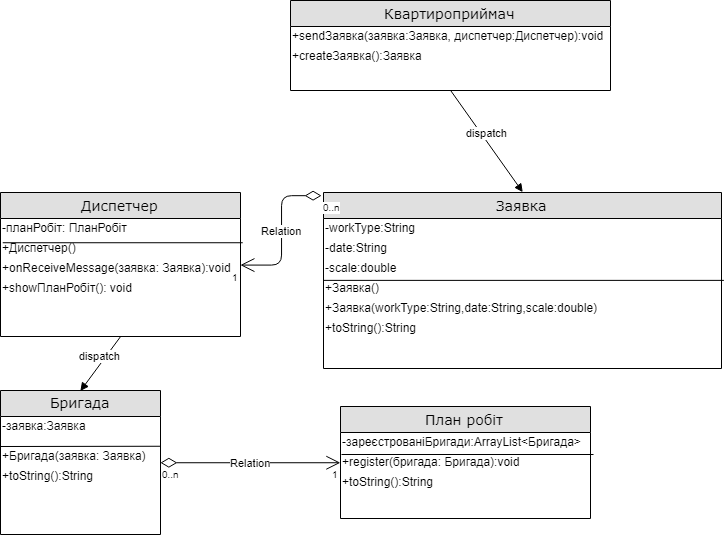 Квартироприймач
+sendЗаявка(заявка:Заявка, диспетчер:Диспетчер):void
+createЗаявка():Заявка
dispatch
Диспетчер
-планРобіт: ПланРобіт
+Диспетчер()
+onReceiveMessage(заявка: Заявка):void
+showПланРобіт(): void
1
Relation
0..n
Заявка
-workType:String
-date:String
-scale:double
+Заявка()
+Заявка(workType:String,date:String,scale:double)
+toString():String
dispatch
Бригада
-заявка:Заявка
+Бригада(заявка: Заявка)
+toString():String
0..n
Relation
1
План робіт
-зареєстрованіБригади:ArrayList<Бригада>
+register(бригада: Бригада):void
+toString():String